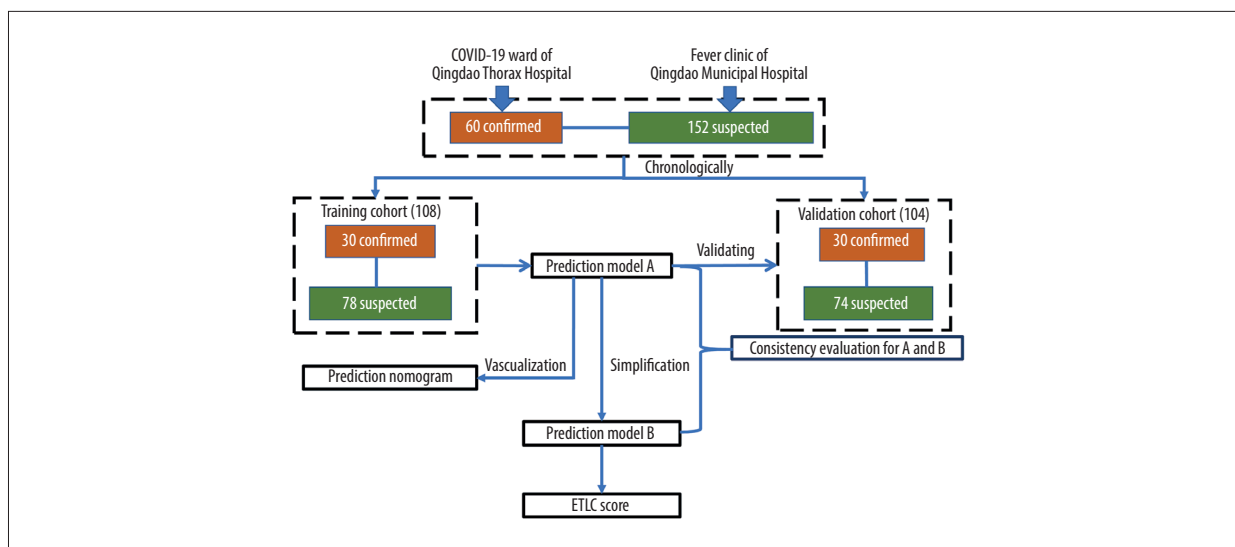 COVID-19 ward of
Qingdao Thorax Hospital
Fever clinic of
Qingdao Municipal Hospital
60 confirmed
152 suspected
Chronologically
Training cohort (108)
30 confirmed
78 suspected
Validation cohort (104)
30 confirmed
74 suspected
Prediction model A
Validating
Consistency evaluation for A and B
Vascualization
Simplification
Prediction nomogram
Prediction model B
ETLC score